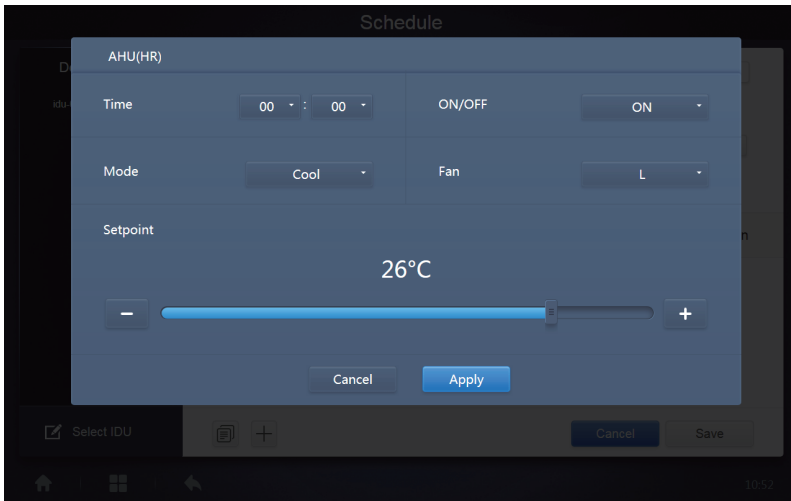 Schedule
AHU(HR)
Time 00 : 00 ON/OFF ON
Mode Cool Fan L
Setpoint
26°C
− +
Cancel Apply
Select IDU Cancel Save
10:52